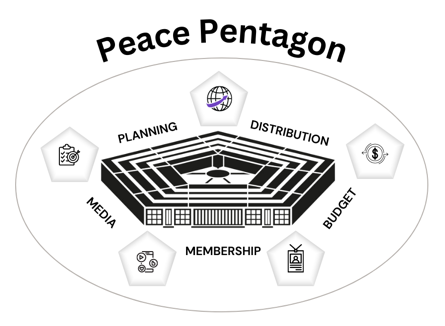 Peace Pentagon
PLANNING
DISTRIBUTION
MEDIA
BUDGET
MEMBERSHIP
$